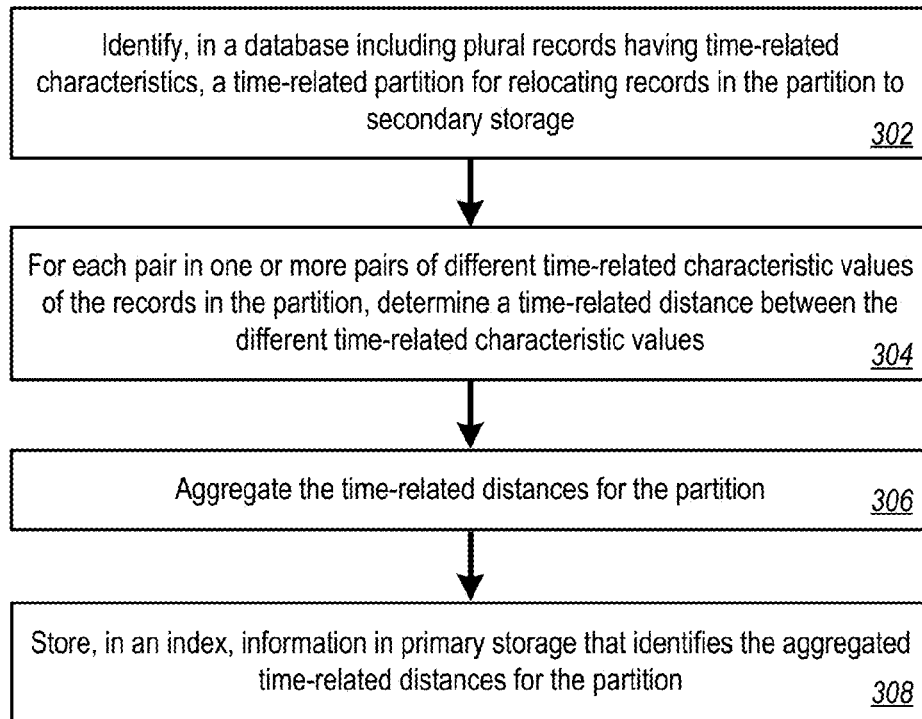 Identify, in a database including plural records having time-related
characteristics, a time-related partition for relocating records in the partition to
secondary storage
302
For each pair in one or more pairs of different time-related characteristic values
of the records in the partition, determine a time-related distance between the
different time-related characteristic values
304
Aggregate the time-related distances for the partition
306
Store, in an index, information in primary storage that identifies the aggregated
time-related distances for the partition
308